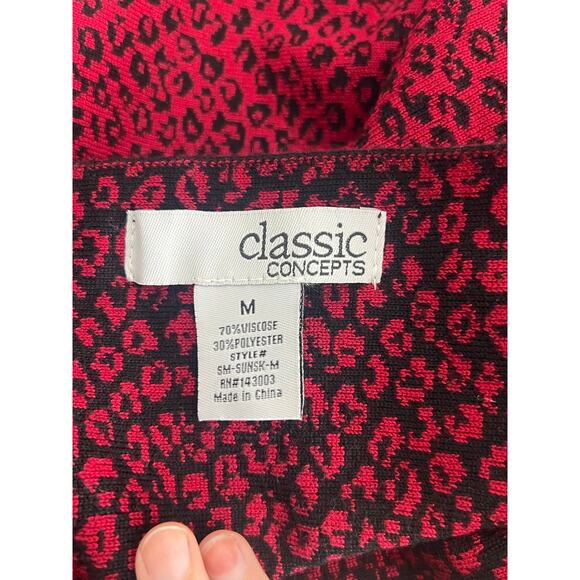 classic
CONCEPTS
M
70%VISCOSE
30%POLYESTER
STYLE#
SM-SUNSK-M
RN#143003
Made in China